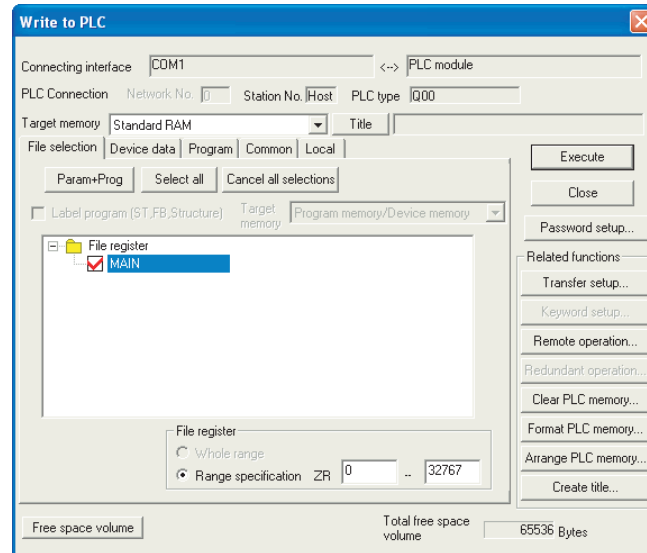 Write to PLC
Connecting interface COM1 <--> PLC module
PLC Connection Network No. 0 Station No. Host PLC type Q00
Target memory Standard RAM Title
File selection Device data Program Common Local
Param+Prog Select all Cancel all selections
Label program (ST,FB,Structure) Target memory Program memory/Device memory
File register
MAIN
File register
Whole range
Range specification ZR 0 -- 32767
Free space volume
Total free space volume 65536 Bytes
Execute
Close
Password setup...
Related functions
Transfer setup...
Keyword setup...
Remote operation...
Redundant operation...
Clear PLC memory...
Format PLC memory...
Arrange PLC memory...
Create title...